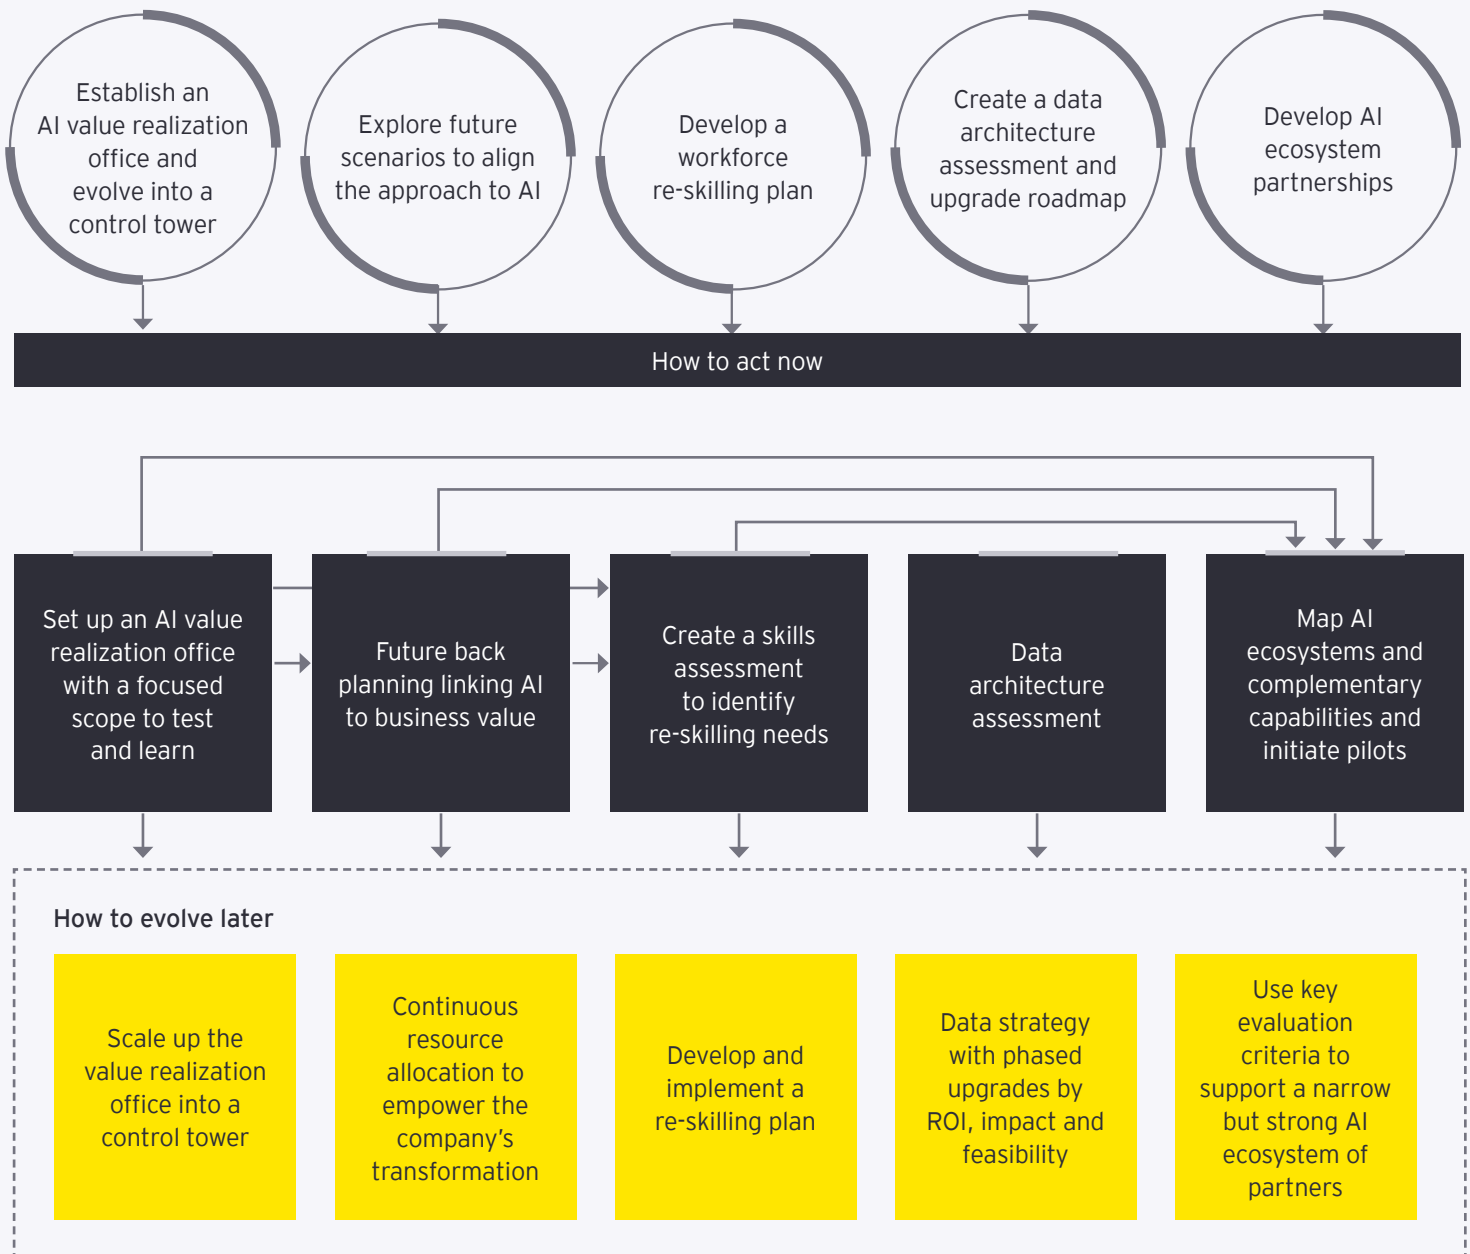 Establish an
AI value realization
office and
evolve into a
control tower
Explore future
scenarios to align
the approach to AI
Develop a
workforce
re-skilling plan
Create a data
architecture
assessment and
upgrade roadmap
Develop AI
ecosystem
partnerships
How to act now
Set up an AI value
realization office
with a focused
scope to test
and learn
Future back
planning linking AI
to business value
Create a skills
assessment
to identify
re-skilling needs
Data
architecture
assessment
Map AI
ecosystems and
complementary
capabilities and
initiate pilots
How to evolve later
Scale up the
value realization
office into a
control tower
Continuous
resource
allocation to
empower the
company’s
transformation
Develop and
implement a
re-skilling plan
Data strategy
with phased
upgrades by
ROI, impact and
feasibility
Use key
evaluation
criteria to
support a narrow
but strong AI
ecosystem of
partners